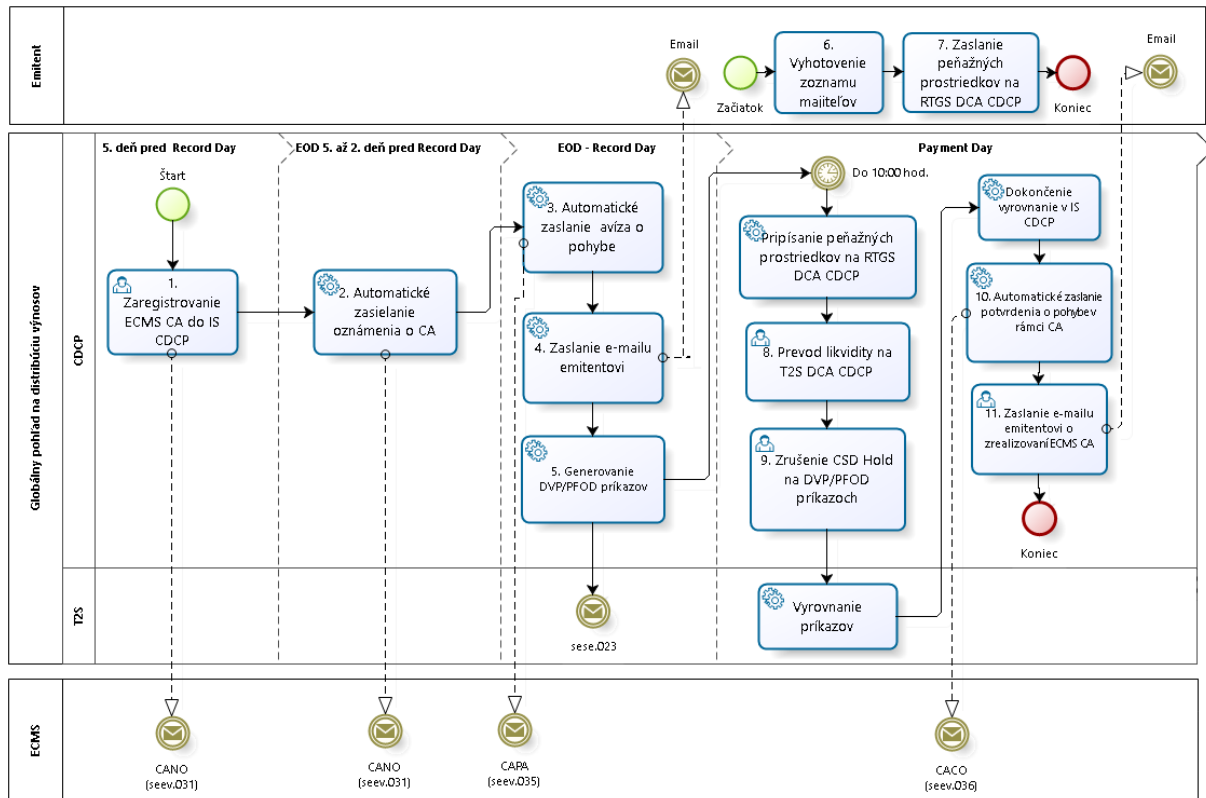 Emitent
Email
Začiatok
6.
Vyhotovenie
zoznamu
majiteľov
7. Zaslanie
peňažných
prostriedkov na
RTGS DCA CDCP
Koniec
Email
Globálny pohľad na distribúciu výnosov
CDCP
5. deň pred Record Day
EOD 5. až 2. deň pred Record Day
EOD - Record Day
Payment Day
Štart
1.
Zaregistrovanie
ECMS CA do IS
CDCP
2. Automatické
zasielanie
oznámenia o CA
3. Automatické
zaslanie avíza o
pohybe
4. Zaslanie e-mailu
emitentovi
5. Generovanie
DVP/PFOD príkazov
Do 10:00 hod.
Pripísanie peňažných
prostriedkov na RTGS
DCA CDCP
8. Prevod likvidity na
T2S DCA CDCP
9. Zrušenie CSD Hold
na DVP/PFOD
príkazoch
Dokončenie
vyrovnanie v IS
CDCP
10. Automatické zaslanie
potvrdenia o pohybev
rámci CA
11. Zaslanie e-mailu
emitentovi o
zrealizovaníECMS CA
Koniec
T2S
sese.023
Vyrovnanie
príkazov
ECMS
CANO
(seev.031)
CANO
(seev.031)
CAPA
(seev.035)
CACO
(seev.036)